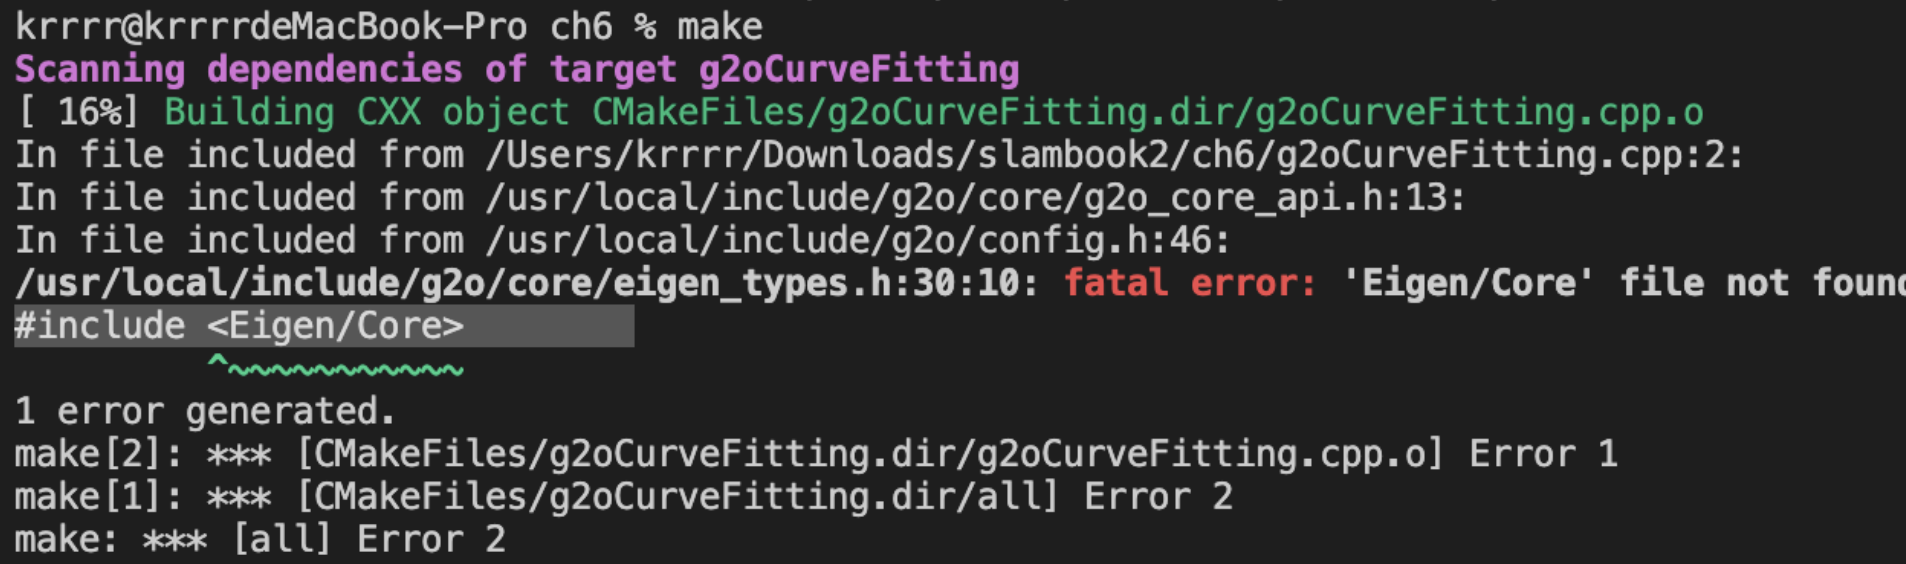 krrrr@krrrrdeMacBook-Pro ch6 % make
Scanning dependencies of target g2oCurveFitting
[ 16%] Building CXX object CMakeFiles/g2oCurveFitting.dir/g2oCurveFitting.cpp.o
In file included from /Users/krrrr/Downloads/slambook2/ch6/g2oCurveFitting.cpp:2:
In file included from /usr/local/include/g2o/core/g2o_core_api.h:13:
In file included from /usr/local/include/g2o/config.h:46:
/usr/local/include/g2o/core/eigen_types.h:30:10: fatal error: 'Eigen/Core' file not found
#include <Eigen/Core>
         ^~~~~~~~~~~~
1 error generated.
make[2]: *** [CMakeFiles/g2oCurveFitting.dir/g2oCurveFitting.cpp.o] Error 1
make[1]: *** [CMakeFiles/g2oCurveFitting.dir/all] Error 2
make: *** [all] Error 2